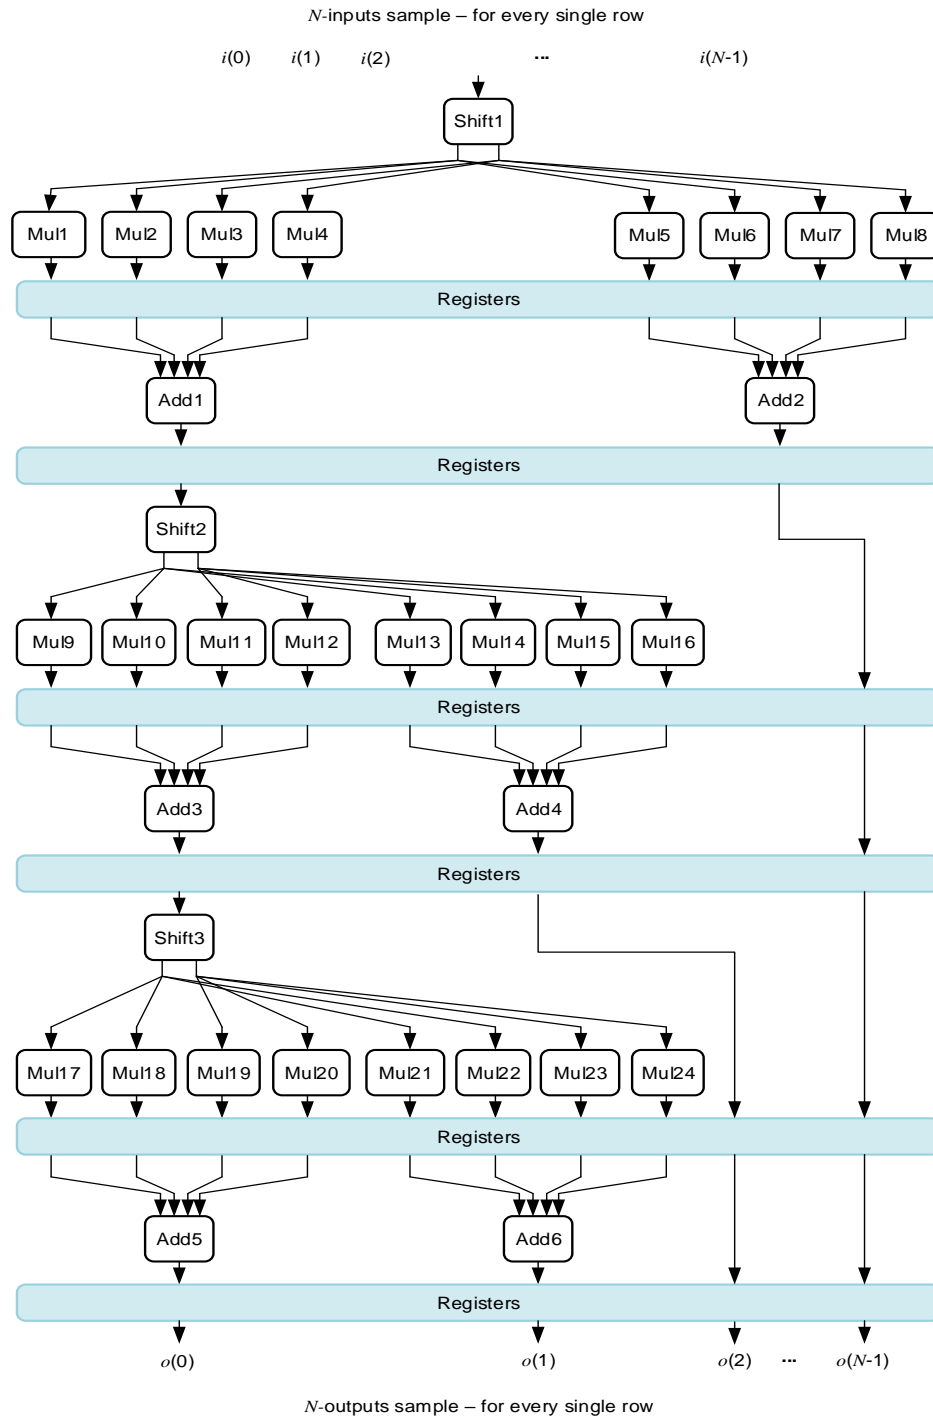 N-inputs sample – for every single row
i(0) i(1) i(2) ... i(N-1)
Shift1
Mul1 Mul2 Mul3 Mul4 Mul5 Mul6 Mul7 Mul8
Registers
Add1 Add2
Registers
Shift2
Mul9 Mul10 Mul11 Mul12 Mul13 Mul14 Mul15 Mul16
Registers
Add3 Add4
Registers
Shift3
Mul17 Mul18 Mul19 Mul20 Mul21 Mul22 Mul23 Mul24
Registers
Add5 Add6
Registers
o(0) o(1) o(2) ... o(N-1)
N-outputs sample – for every single row